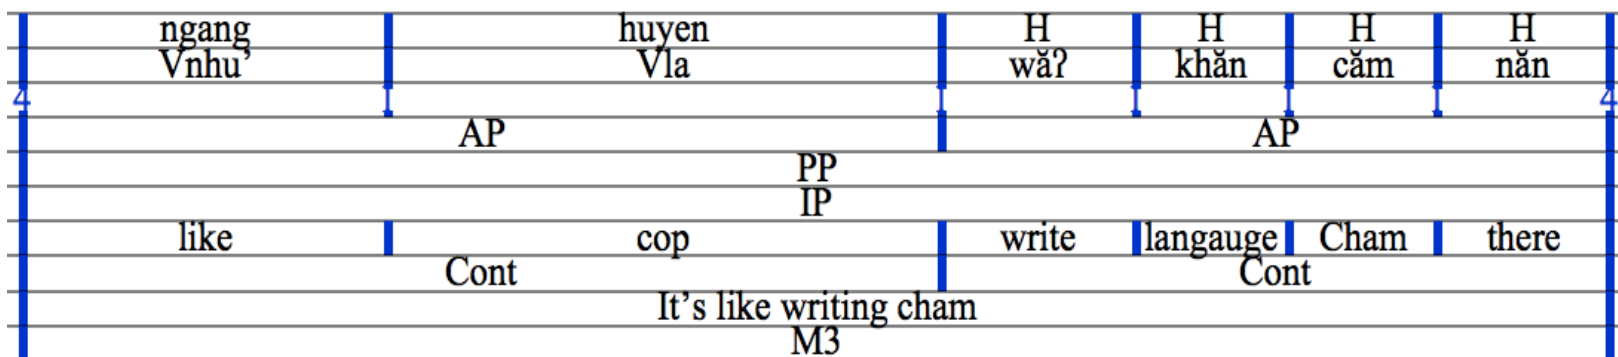 ngang huyen H H H H
Vnhu’ Vla wăʔ khăn căm năn
4 I I I I I 4
AP AP
PP
IP
like cop write langauge Cham there
Cont Cont
It’s like writing cham
M3